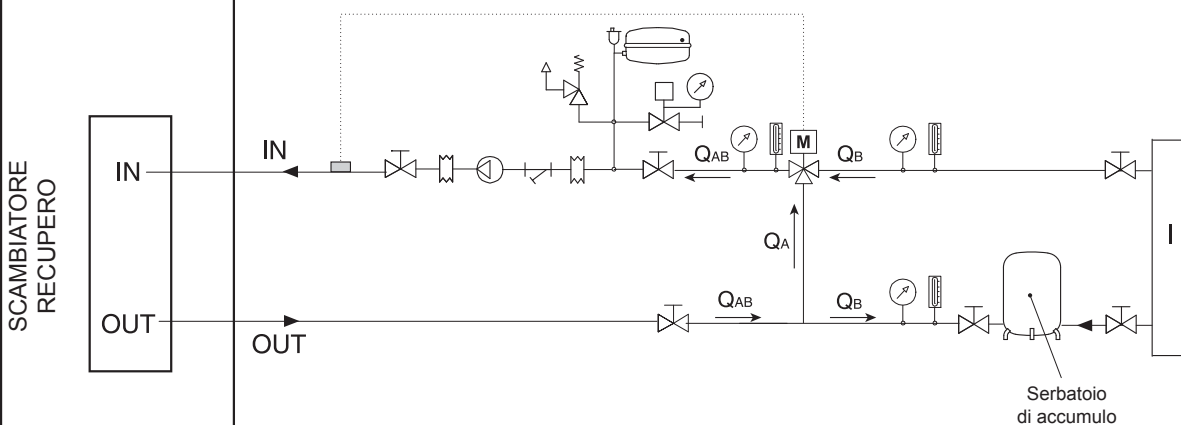 SCAMBIATORE
RECUPERO
IN
OUT
IN
OUT
QAB
M
QB
QA
QAB
QB
I
Serbatoio
di accumulo